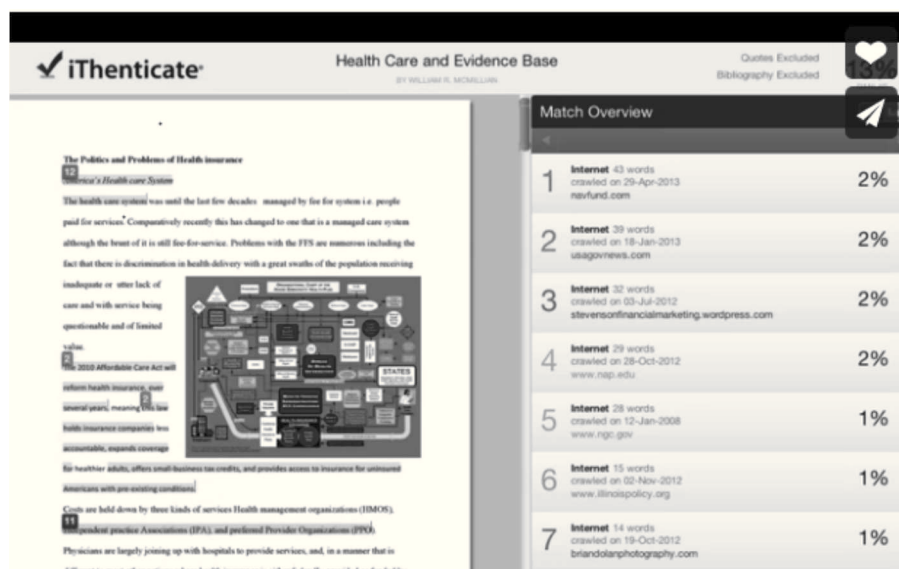 iThenticate®
Health Care and Evidence Base
BY WILLIAM R. MCMILLIAN
Quotes Excluded
Bibliography Excluded
13%
The Politics and Problems of Health insurance
12
America's Health care System
The health care system was until the last few decades managed by fee for system i.e. people
paid for services. Comparatively recently this has changed to one that is a managed care system
although the brunt of it is still fee-for-service. Problems with the FFS are numerous including the
fact that there is discrimination in health delivery with a great swaths of the population receiving
inadequate or utter lack of
care and with service being
questionable and of limited
value.
2
The 2010 Affordable Care Act will
reform health insurance, over
2
several years, meaning this law
holds insurance companies less
accountable, expands coverage
for healthier adults, offers small-business tax credits, and provides access to insurance for uninsured
Americans with pre-existing conditions.
STATES
Costs are held down by three kinds of services Health management organizations (HMOS),
11
Independent practice Associations (IPA), and preferred Provider Organizations (PPO)
Physicians are largely joining up with hospitals to provide services, and, in a manner that is
Match Overview
1
Internet 43 words
crawled on 29-Apr-2013
navfund.com
2%
2
Internet 39 words
crawled on 18-Jan-2013
usagovnews.com
2%
3
Internet 32 words
crawled on 03-Jul-2012
stevensonfinancialmarketing.wordpress.com
2%
4
Internet 29 words
crawled on 28-Oct-2012
www.nap.edu
2%
5
Internet 28 words
crawled on 12-Jan-2008
www.ngc.gov
1%
6
Internet 15 words
crawled on 02-Nov-2012
www.illinoispolicy.org
1%
7
Internet 14 words
crawled on 19-Oct-2012
briandolanphotography.com
1%